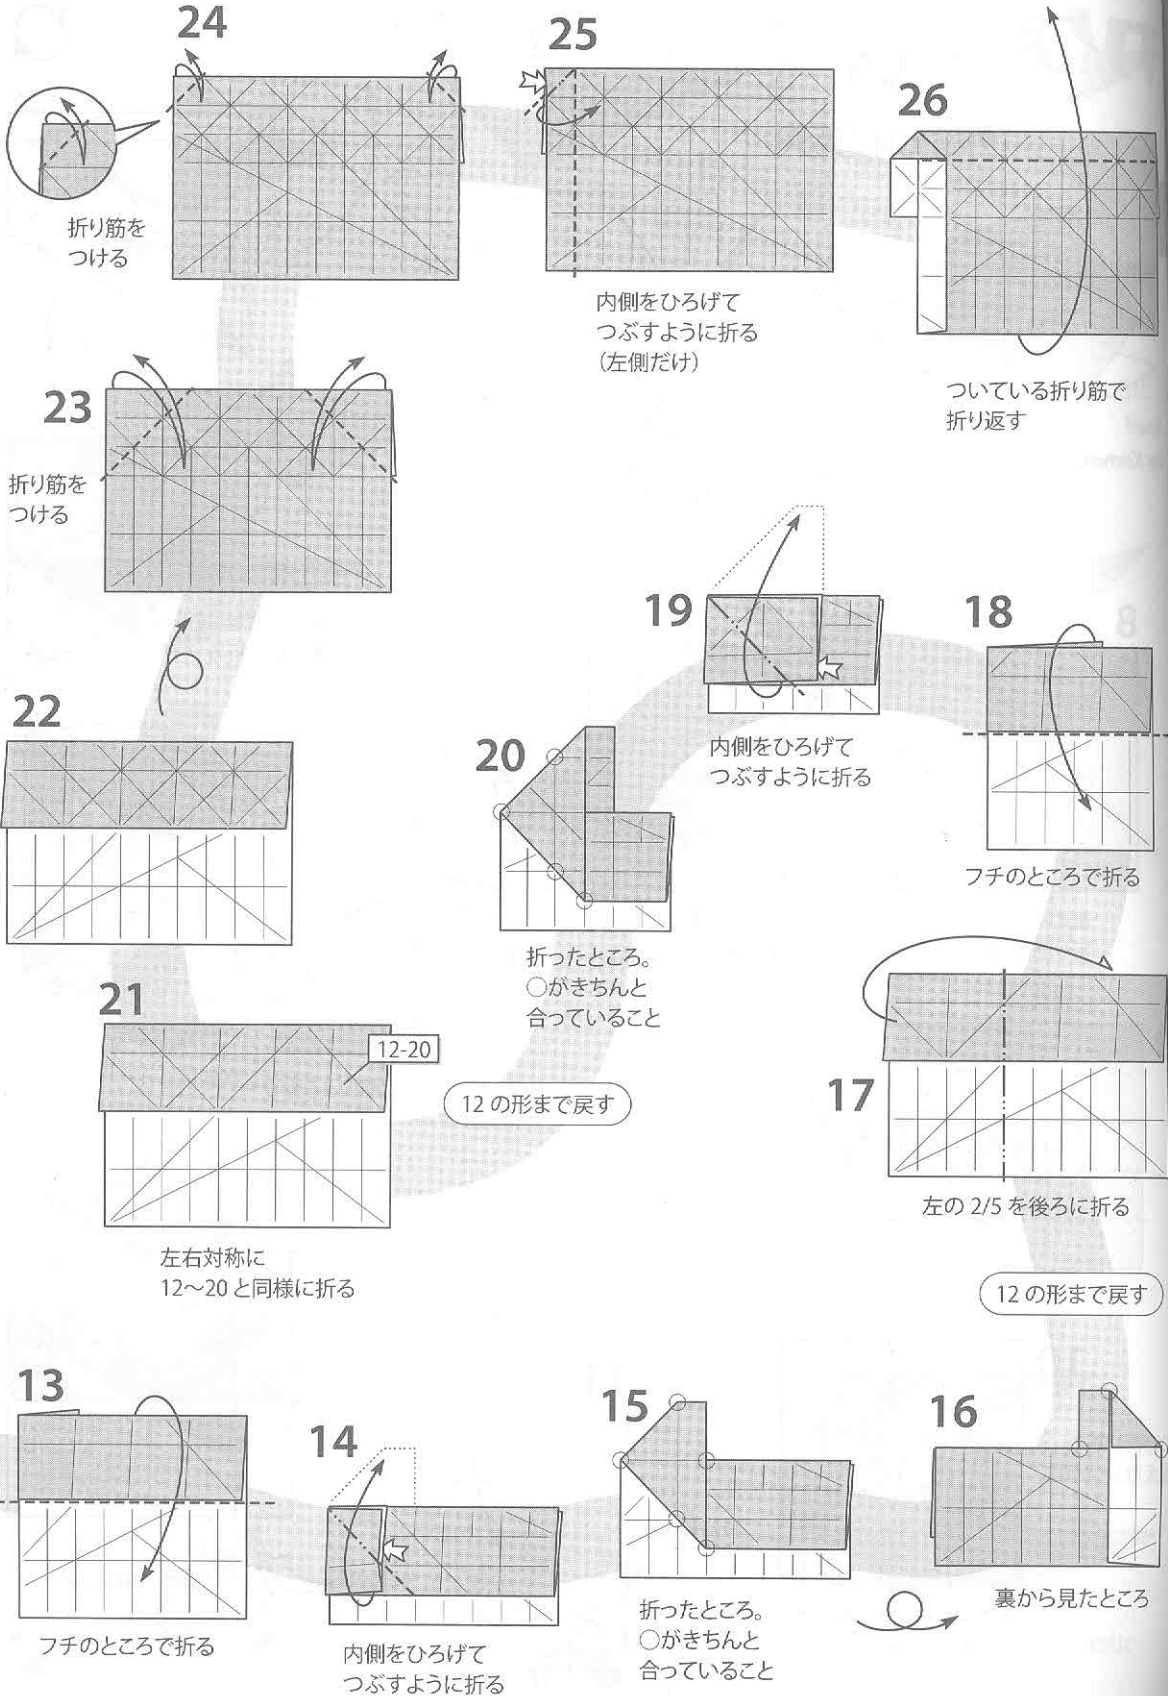 13
フチのところで折る
14
内側をひろげて
つぶすように折る
15
折ったところ。
○がきちんと
合っていること
16
裏から見たところ
12 の形まで戻す
17
左の 2/5 を後ろに折る
18
フチのところで折る
19
内側をひろげて
つぶすように折る
20
折ったところ。
○がきちんと
合っていること
12 の形まで戻す
21
12-20
左右対称に
12～20 と同様に折る
22
23
折り筋を
つける
24
折り筋を
つける
25
内側をひろげて
つぶすように折る
（左側だけ）
26
ついている折り筋で
折り返す